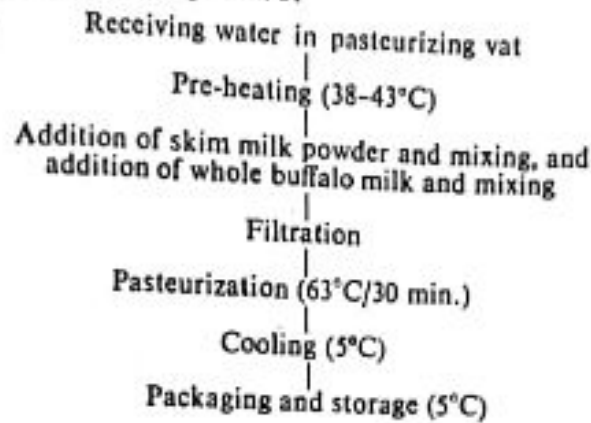 Receiving water in pasteurizing vat
Pre-heating (38-43°C)
Addition of skim milk powder and mixing, and
addition of whole buffalo milk and mixing
Filtration
Pasteurization (63°C/30 min.)
Cooling (5°C)
Packaging and storage (5°C)